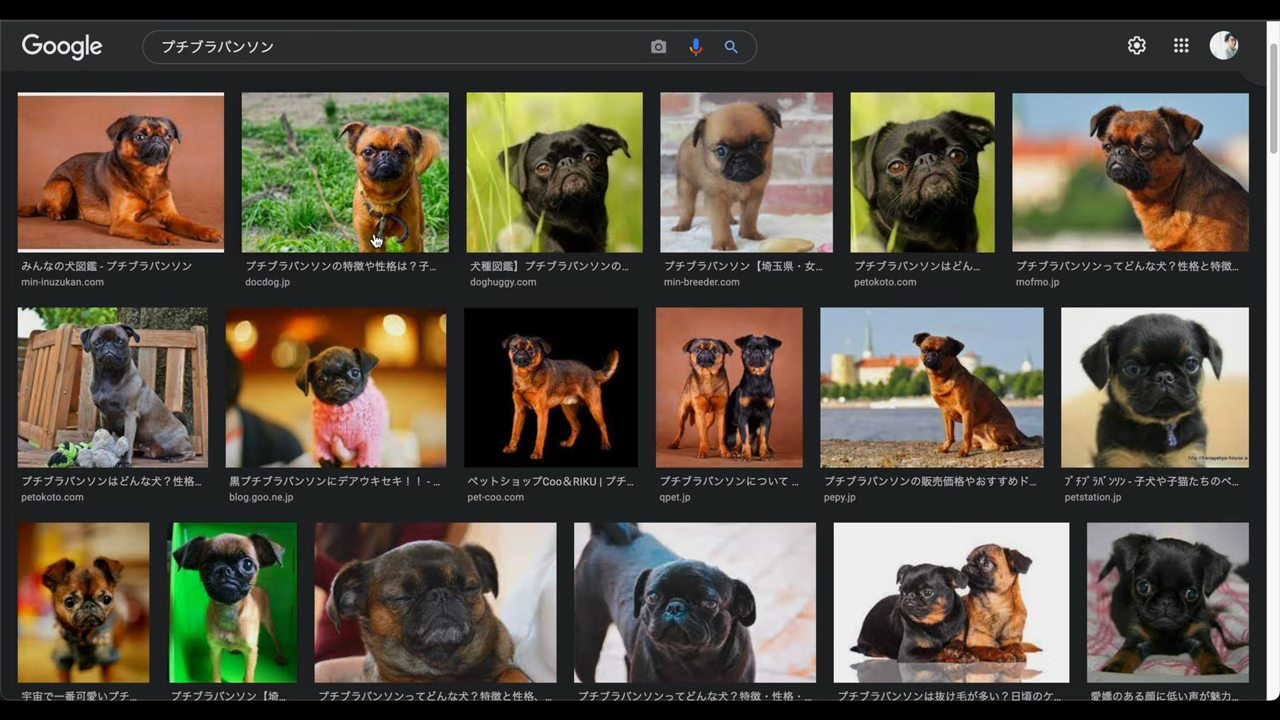 Google
プチブラバンソン
みんなの犬図鑑 - プチブラバンソン
min-inuzukan.com
プチブラバンソンの特徴や性格は？子...
docdog.jp
犬種図鑑】プチブラバンソンの...
doghuggy.com
プチブラバンソン【埼玉県・女...
min-breeder.com
プチブラバンソンはどん...
petokoto.com
プチブラバンソンってどんな犬？性格と特徴...
mofmo.jp
プチブラバンソンはどんな犬？性格...
petokoto.com
黒プチブラバンソンにデアウキセキ！！ - ...
blog.goo.ne.jp
ペットショップCoo＆RIKU | プチ...
pet-coo.com
プチブラバンソンについて ...
qpet.jp
プチブラバンソンの販売価格やおすすめド...
pepy.jp
ﾌﾟﾁﾌﾞﾗﾊﾞﾝｿﾝ - 子犬や子猫たちのペ...
petstation.jp
宇宙で一番可愛いプチ...
プチブラバンソン【埼...
プチブラバンソンってどんな犬？特徴と性格、...
プチブラバンソンってどんな犬？特徴・性格・...
プチブラバンソンは抜け毛が多い？日頃のケ...
愛嬌のある顔に低い声が魅力...